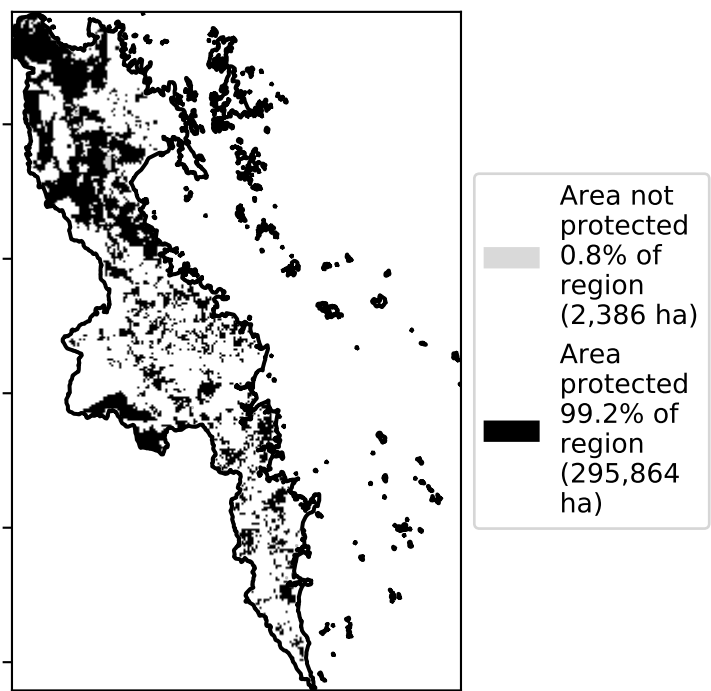 Area not
protected
0.8% of
region
(2,386 ha)
Area
protected
99.2% of
region
(295,864
ha)